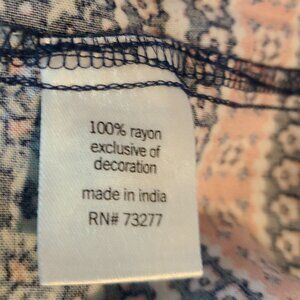 100% rayon
exclusive of
decoration
made in india
RN# 73277